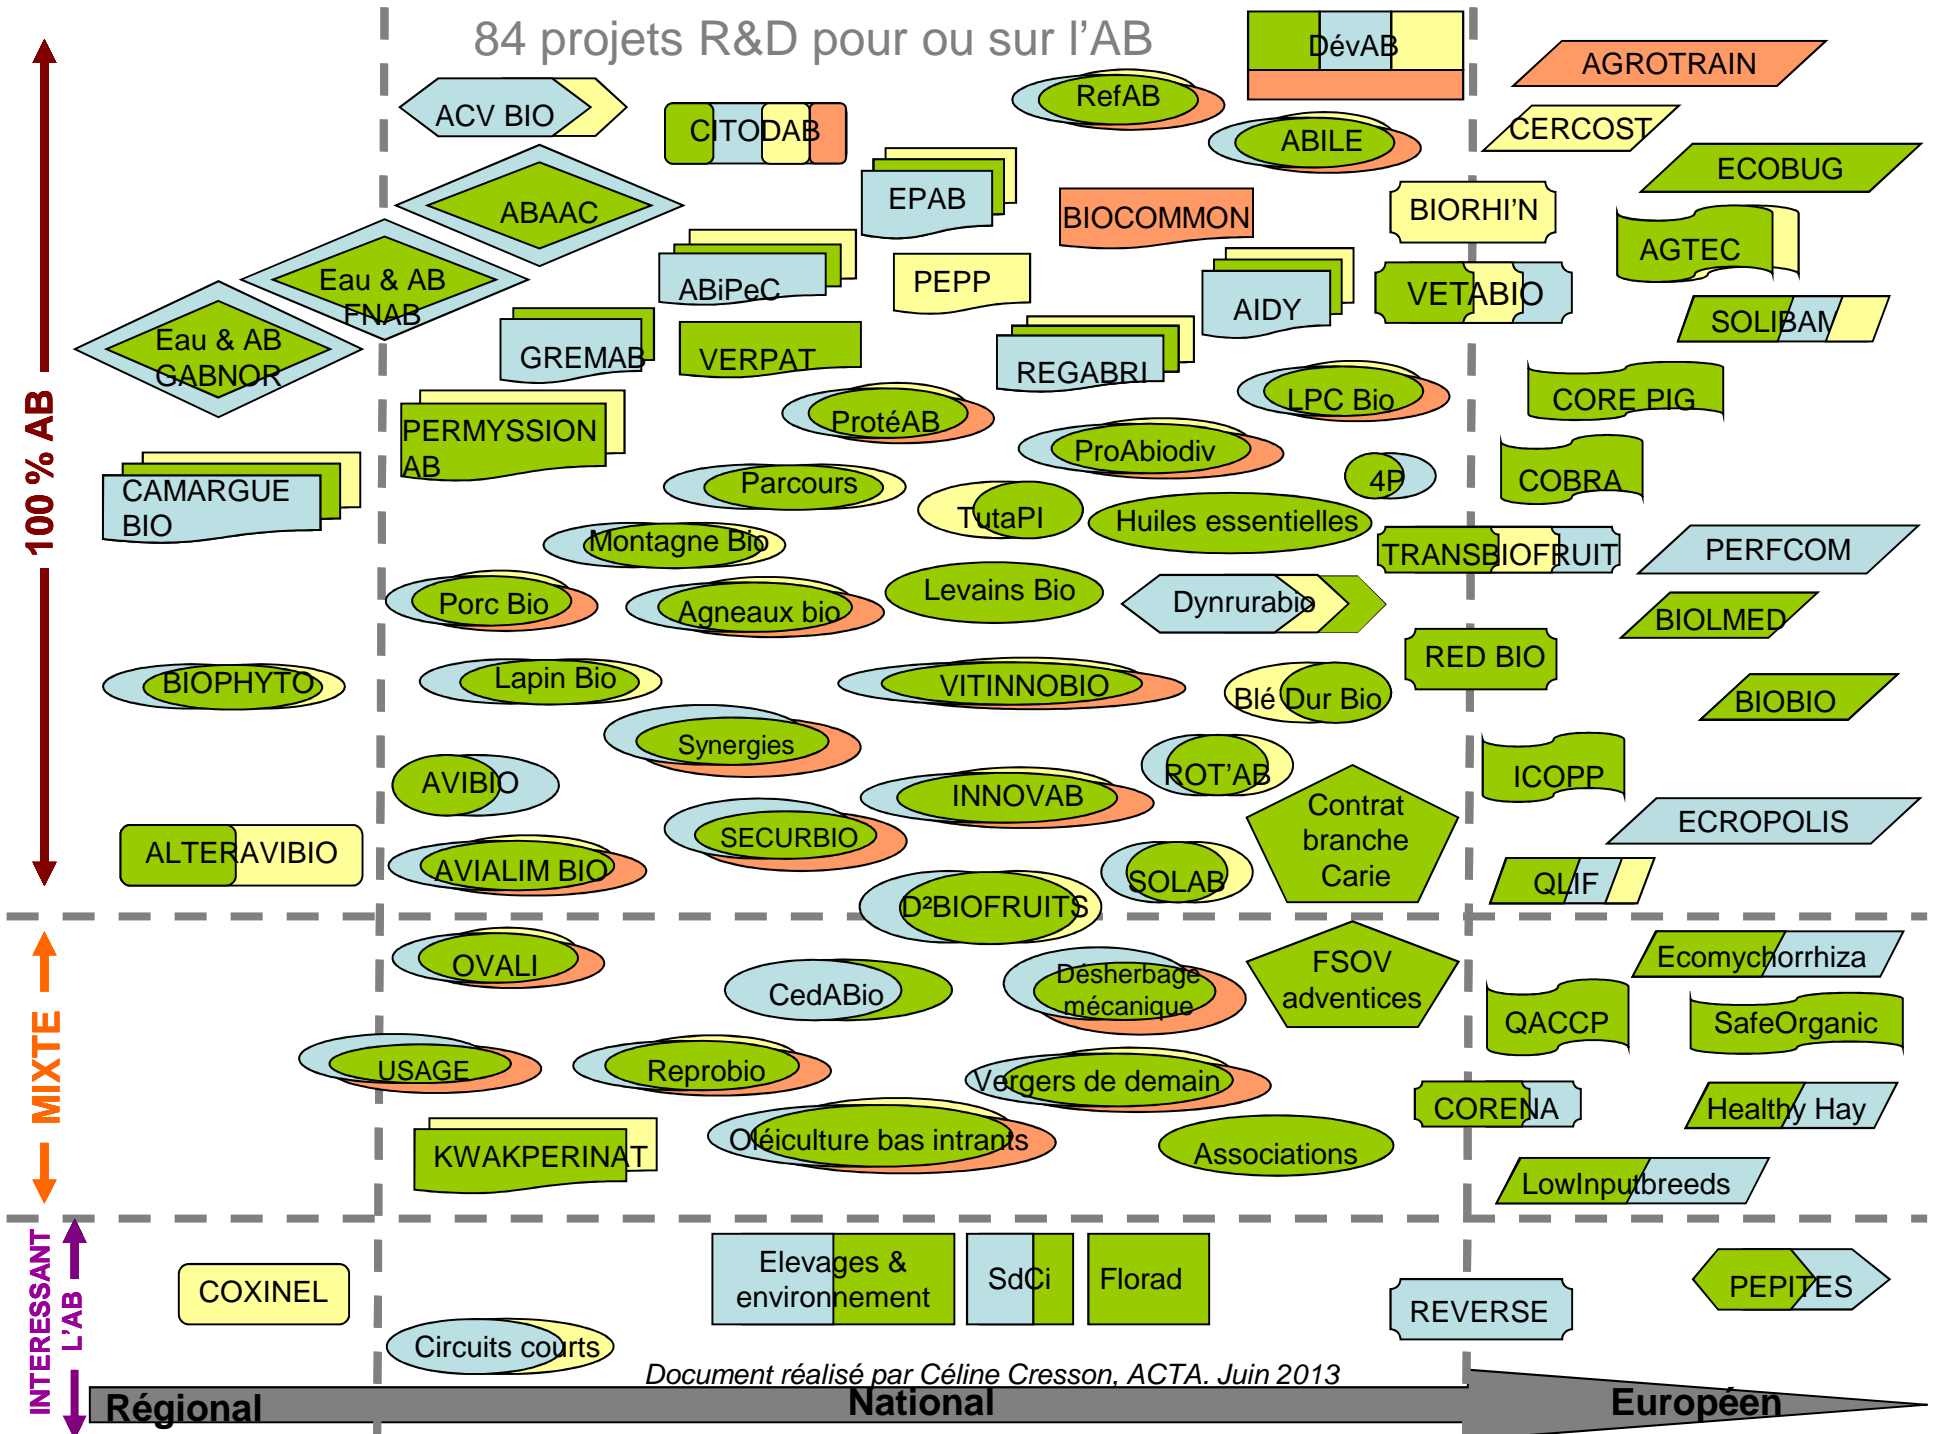 84 projets R&D pour ou sur l'AB
DévAB
AGROTRAIN
ACV BIO
CITODAB
RefAB
ABILE
CERCOST
ECOBUG
ABAAC
EPAB
BIOCOMMON
BIORHI'N
AGTEC
Eau & AB
FNAB
ABiPeC
PEPP
AIDY
VETABIO
SOLIBAM
Eau & AB
GABNOR
GREMAB
VERPAT
REGABRI
LPC Bio
CORE PIG
100 % AB
PERMYSSION
AB
ProtéAB
ProAbiodiv
4P
COBRA
CAMARGUE
BIO
Parcours
TutaPI
Huiles essentielles
Montagne Bio
TRANSBIOFRUIT
PERFCOM
Porc Bio
Agneaux bio
Levains Bio
Dynrurabio
BIOLMED
BIOPHYTO
Lapin Bio
VITINNOBIO
Blé Dur Bio
RED BIO
BIOBIO
Synergies
AVIBIO
INNOVAB
ROT'AB
Contrat
branche
Carie
ICOPP
ALTERAVIBIO
AVIALIM BIO
SECURBIO
SOLAB
ECROPOLIS
QLIF
D²BIOFRUITS
MIXTE
OVALI
CedABio
Désherbage
mécanique
FSOV
adventices
Ecomychorrhiza
QACCP
SafeOrganic
USAGE
Reprobio
Vergers de demain
CORENA
Healthy Hay
KWAKPERINAT
Oléiculture bas intrants
Associations
LowInputbreeds
INTERESSANT
L'AB
COXINEL
Elevages &
environnement
SdCi
Florad
REVERSE
PEPITES
Circuits courts
Document réalisé par Céline Cresson, ACTA. Juin 2013
Régional
National
Européen